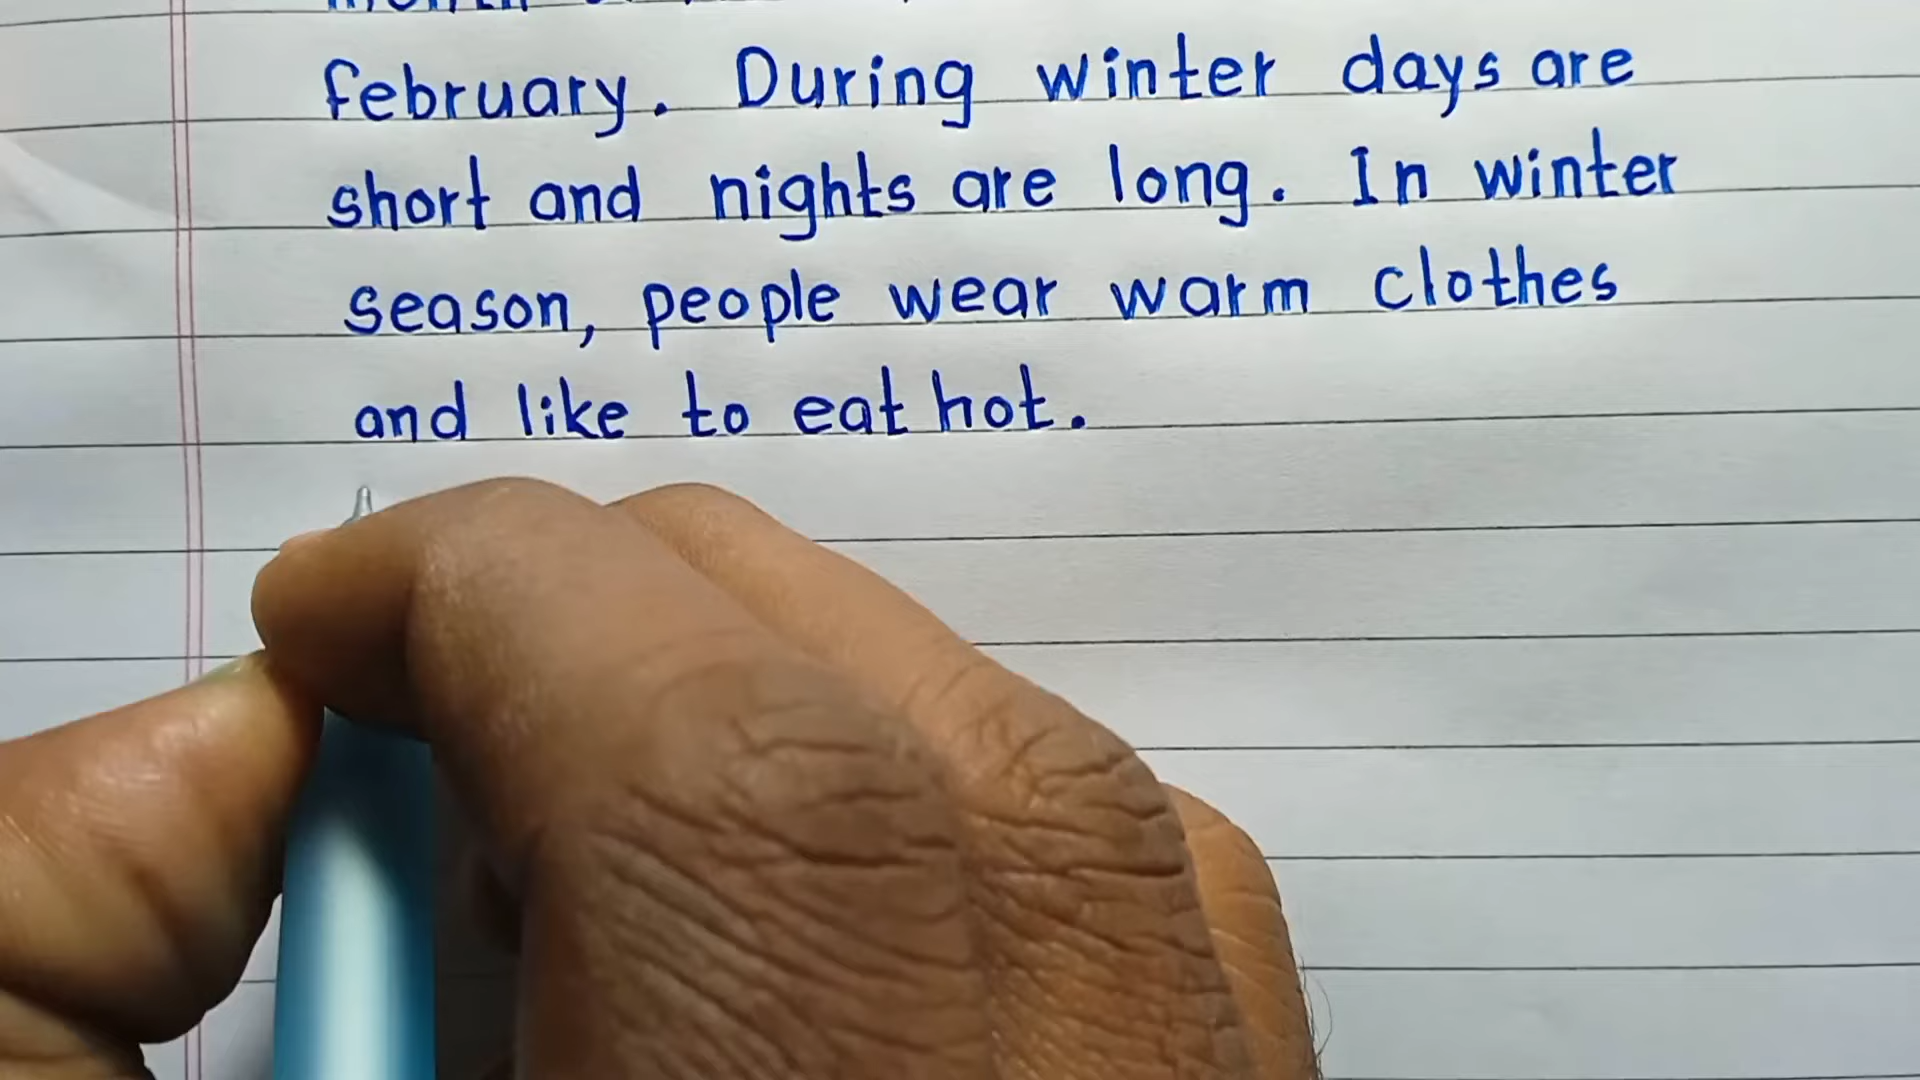 february. During winter days are
short and nights are long. In winter
season, people wear warm clothes
and like to eat hot.